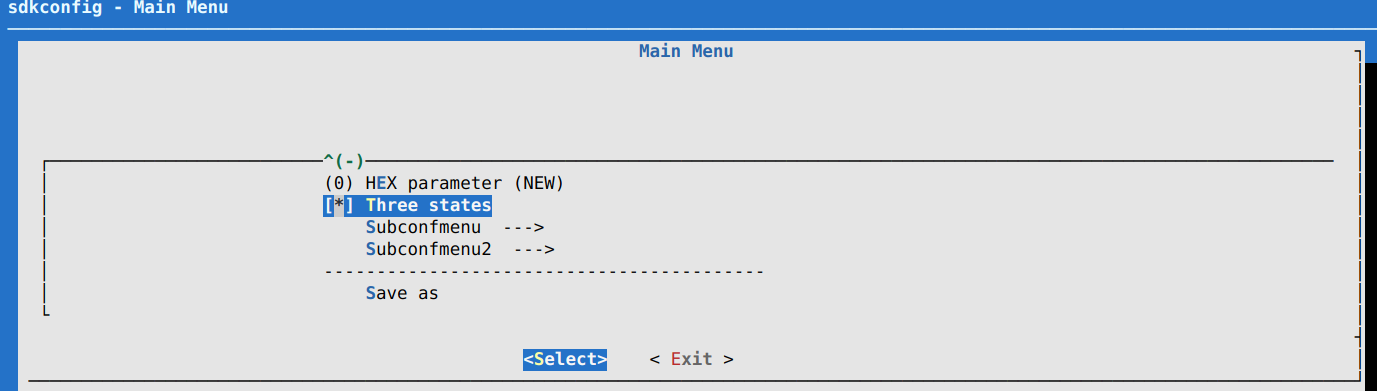 sdkconfig - Main Menu
Main Menu
^(-)
(0) HEX parameter (NEW)
[*] Three states
Subconfmenu  --->
Subconfmenu2  --->
------------------------------------------
Save as
<Select>    < Exit >